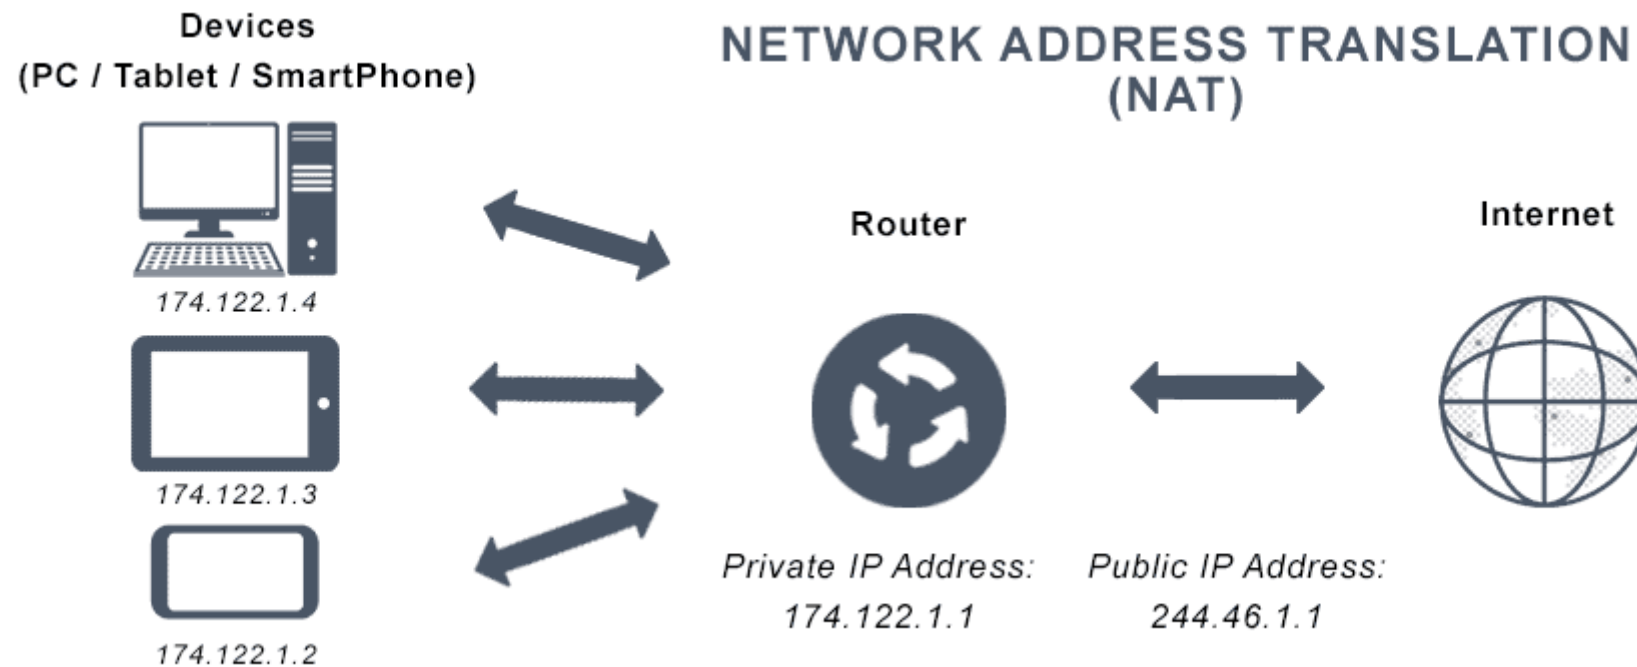 Devices
(PC / Tablet / SmartPhone)
NETWORK ADDRESS TRANSLATION
(NAT)
174.122.1.4
174.122.1.3
174.122.1.2
Router
Private IP Address:
174.122.1.1
Public IP Address:
244.46.1.1
Internet